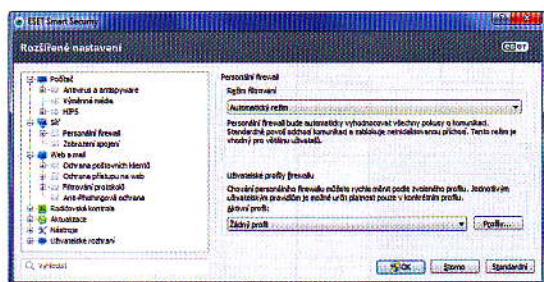 ESET Smart Security
Rozšířené nastavení
eset
Počítač
Antivirus a antispyware
Výměnná média
HIPS
Síť
Personální firewall
Zobrazení spojení
Web a mail
Ochrana poštovních klientů
Ochrana přístupu na web
Filtrování protokolů
Anti-Phishingová ochrana
Rodičovská kontrola
Aktualizace
Nástroje
Uživatelské rozhraní
Vyhledat
Personální firewall
Režim filtrování
Automatický režim
Personální firewall bude automaticky vyhodnocovat všechny pokusy o komunikaci.
Standardně povolí odchozí komunikaci a zablokuje neinicializovanou příchozí. Tento režim je
vhodný pro většinu uživatelů.
Uživatelské profily firewallu
Chování personálního firewallu můžete rychle měnit podle zvoleného profilu. Jednotlivým
uživatelským pravidlům je možné určit platnost pouze v konkrétním profilu.
Aktivní profil:
Žádný profil
Profily...
OK
Storno
Standardní